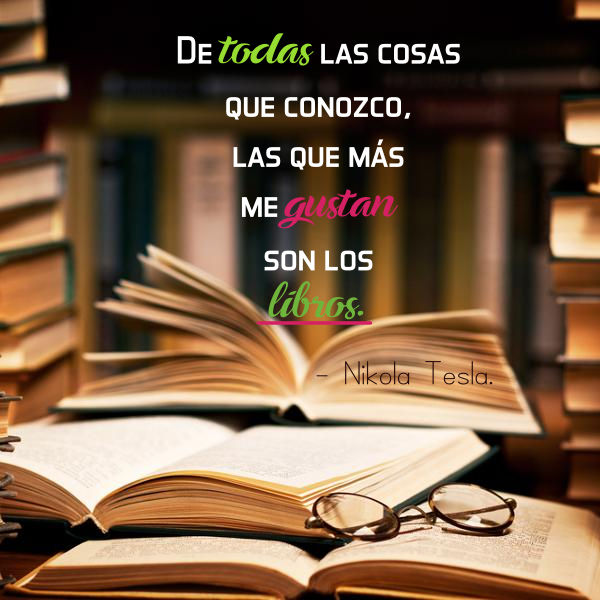 De todas las cosas
que conozco,
las que más
me gustan
son los
libros.
- Nikola Tesla.